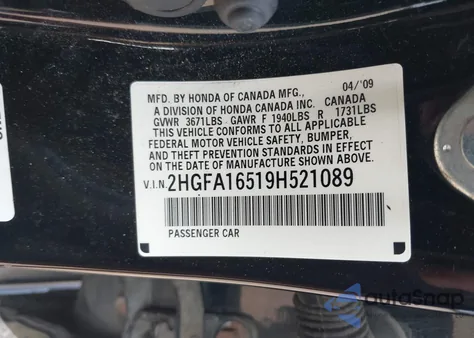 04/'09
MFD. BY HONDA OF CANADA MFG.,
A DIVISION OF HONDA CANADA INC. CANADA
GVWR 3671LBS GAWR F 1940LBS R 1731LBS
THIS VEHICLE CONFORMS TO ALL APPLICABLE
FEDERAL MOTOR VEHICLE SAFETY, BUMPER,
AND THEFT PREVENTION STANDARDS IN EFFECT
ON THE DATE OF MANUFACTURE SHOWN ABOVE.
V.I.N. 2HGFA16519H521089
PASSENGER CAR
autoSnap